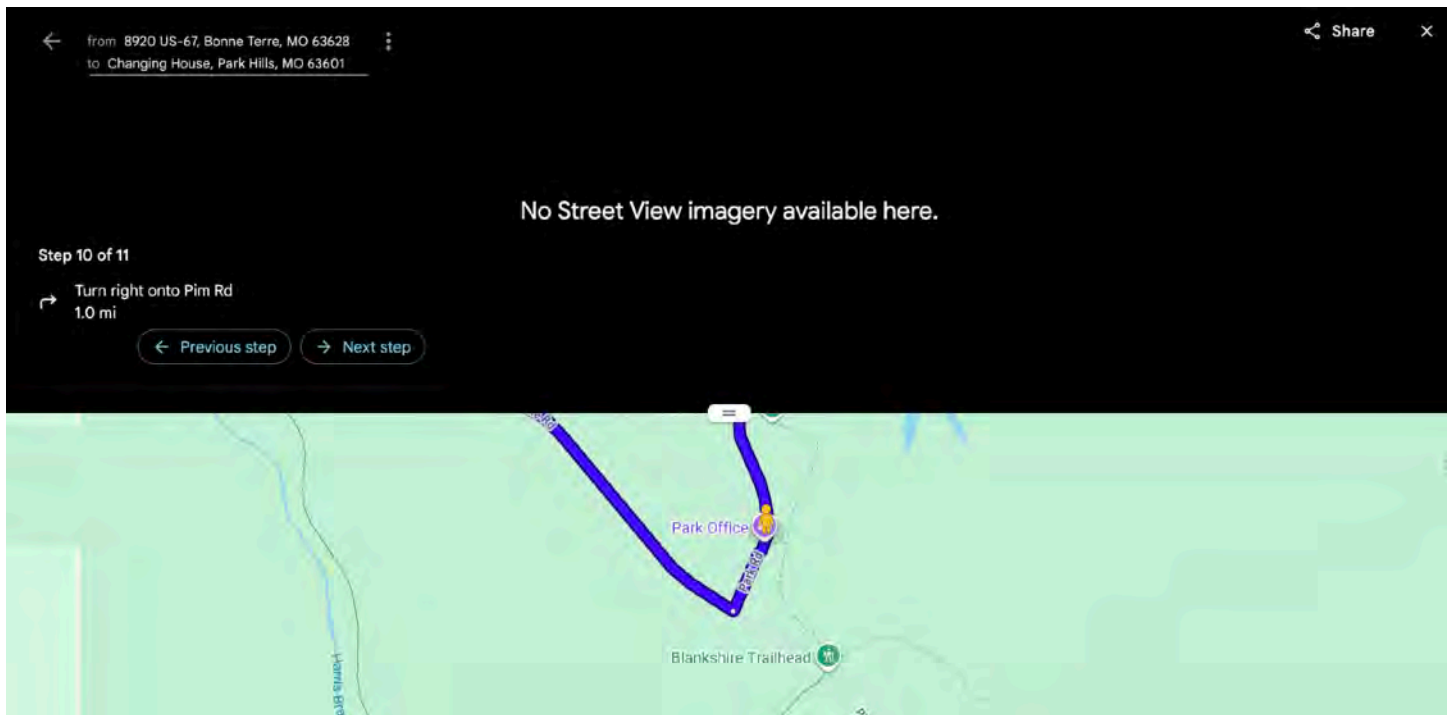 from 8920 US-67, Bonne Terre, MO 63628
to Changing House, Park Hills, MO 63601
Share
No Street View imagery available here.
Step 10 of 11
Turn right onto Pim Rd
1.0 mi
Previous step
Next step
Park Office
Park Rd
Blankshire Trailhead